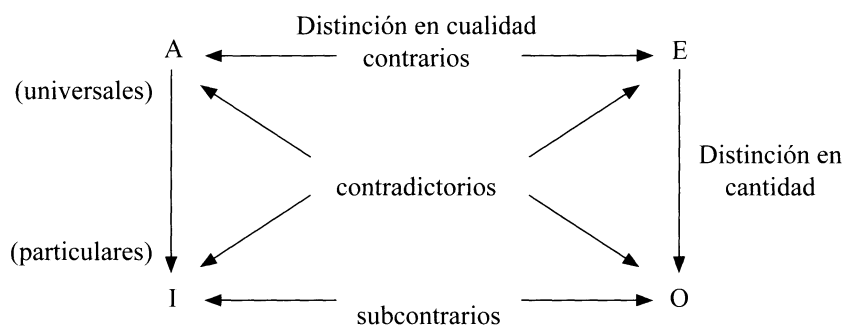 Distinción en cualidad
A
contrarios
E
(universales)
Distinción en
cantidad
contradictorios
(particulares)
I
subcontrarios
O